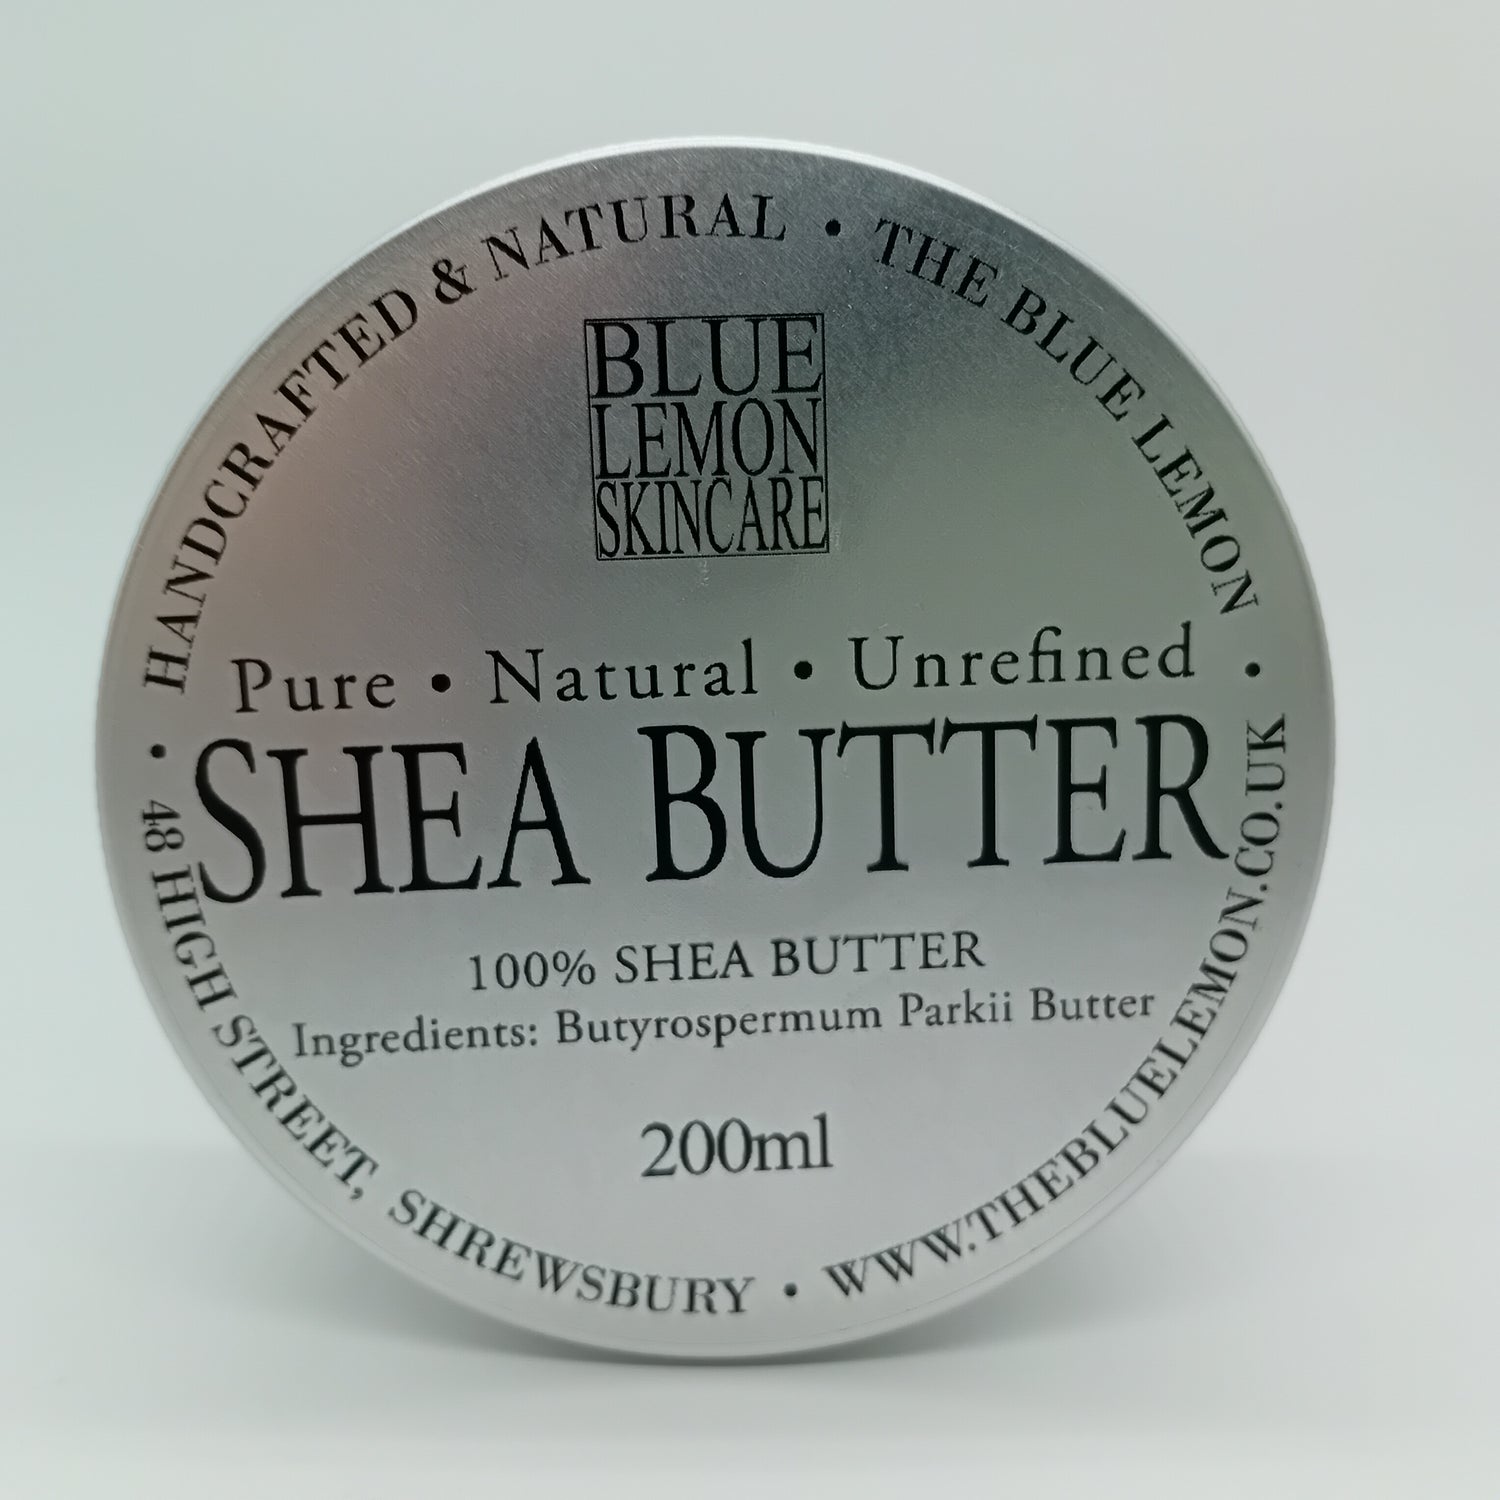 HANDCRAFTED & NATURAL • THE BLUE LEMON • WWW.THEBLUELEMON.CO.UK • 48 HIGH STREET, SHREWSBURY •
BLUE
LEMON
SKINCARE
Pure • Natural • Unrefined
SHEA BUTTER
100% SHEA BUTTER
Ingredients: Butyrospermum Parkii Butter
200ml